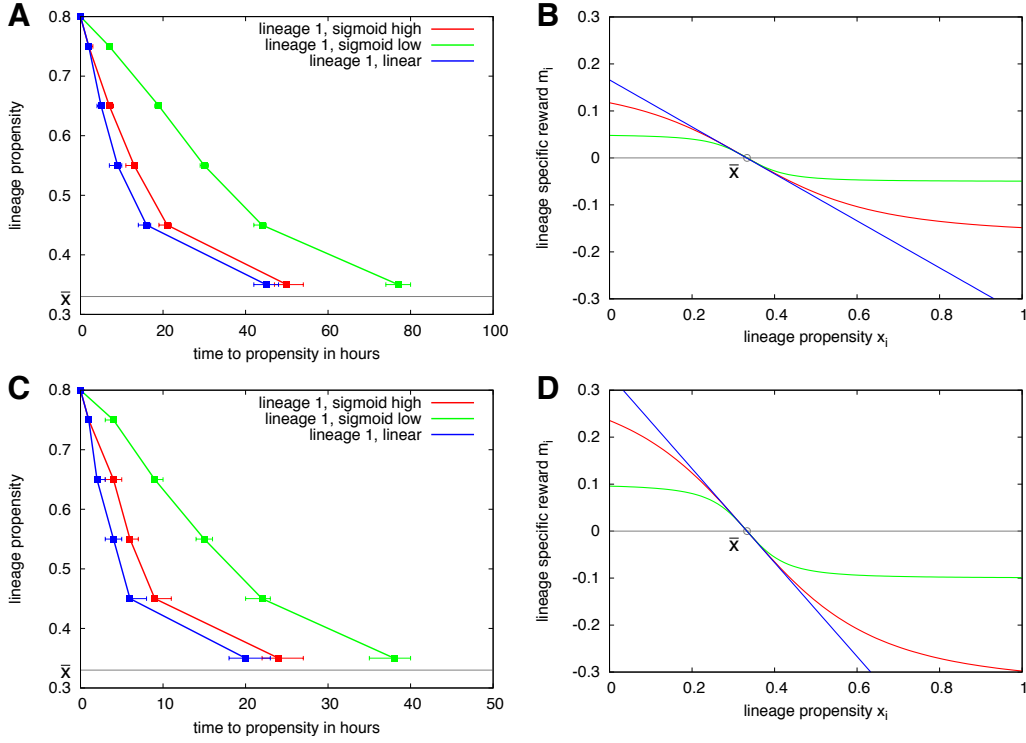 A
lineage 1, sigmoid high
lineage 1, sigmoid low
lineage 1, linear
0.8
0.7
0.6
0.5
0.4
x̄
0.3
0 20 40 60 80 100
lineage propensity
time to propensity in hours
B
0.3
0.2
0.1
0
-0.1
-0.2
-0.3
x̄
0 0.2 0.4 0.6 0.8 1
lineage specific reward mᵢ
lineage propensity xᵢ
C
lineage 1, sigmoid high
lineage 1, sigmoid low
lineage 1, linear
0.8
0.7
0.6
0.5
0.4
x̄
0.3
0 10 20 30 40 50
lineage propensity
time to propensity in hours
D
0.3
0.2
0.1
0
-0.1
-0.2
-0.3
x̄
0 0.2 0.4 0.6 0.8 1
lineage specific reward mᵢ
lineage propensity xᵢ